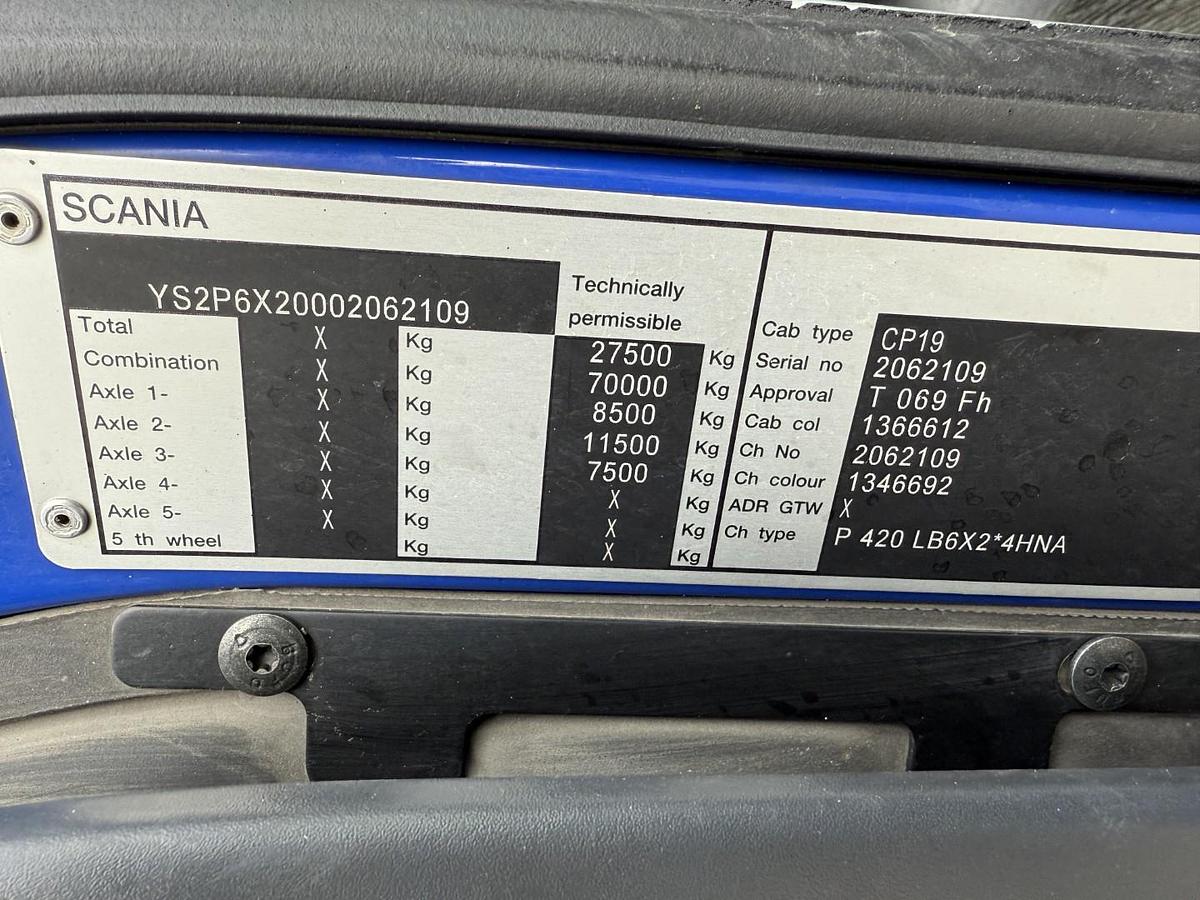 SCANIA
YS2P6X20002062109
Technically
permissible
Total X Kg 27500 Kg
Combination X Kg 70000 Kg
Axle 1- X Kg 8500 Kg
Axle 2- X Kg 11500 Kg
Axle 3- X Kg 7500 Kg
Axle 4- X Kg X Kg
Axle 5- X Kg X Kg
5 th wheel Kg X Kg
Cab type CP19
Serial no 2062109
Approval T 069 Fh
Cab col 1366612
Ch No 2062109
Ch colour 1346692
ADR GTW X
Ch type P 420 LB6X2*4HNA